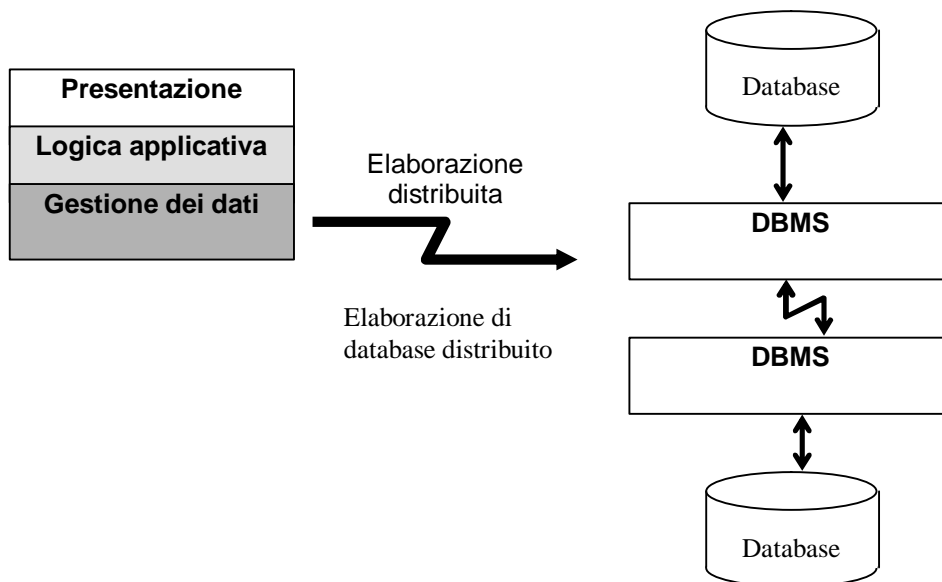 Presentazione
Logica applicativa
Gestione dei dati
Elaborazione
distribuita
Elaborazione di
database distribuito
Database
DBMS
DBMS
Database